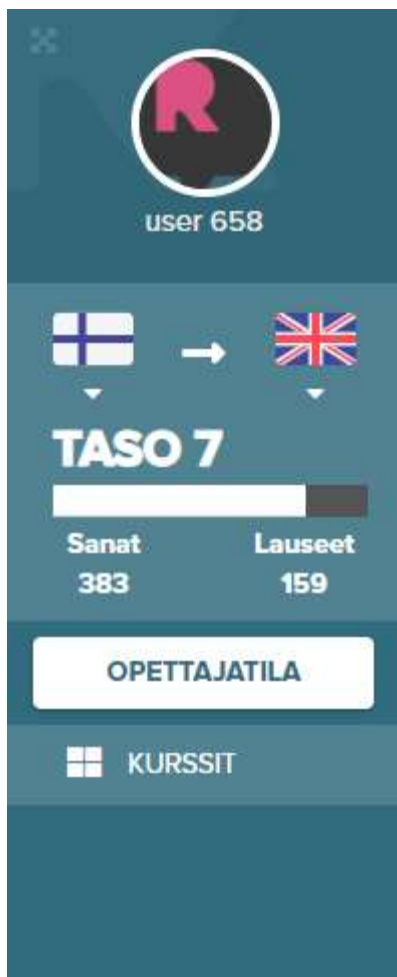 R
user 658
TASO 7
Sanat Lauseet
383 159
OPETTAJATILA
KURSSIT